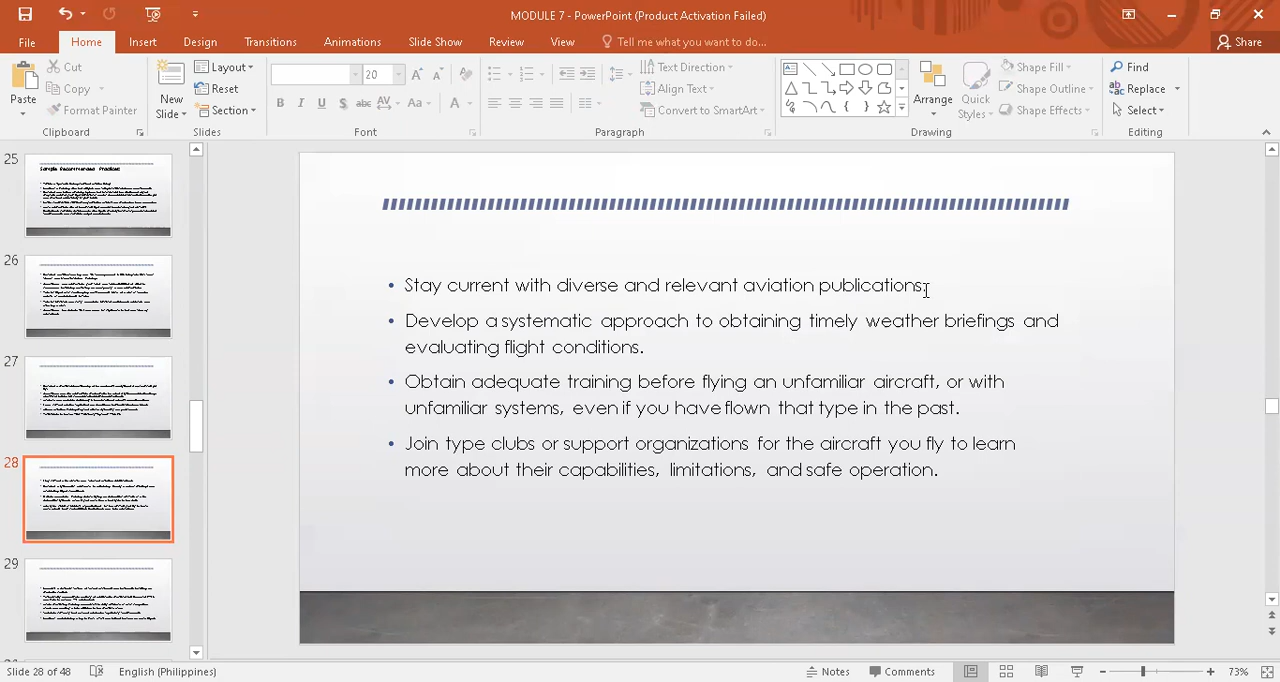 MODULE 7 - PowerPoint (Product Activation Failed)
File Home Insert Design Transitions Animations Slide Show Review View Tell me what you want to do... Share
Paste
Cut
Copy
Format Painter
Clipboard
New
Slide
Layout
Reset
Section
Slides
20
B I U S abc AV Aa A
Font
Text Direction
Align Text
Convert to SmartArt
Paragraph
Arrange
Quick
Styles
Shape Fill
Shape Outline
Shape Effects
Drawing
Find
Replace
Select
Editing
25
Sample Recommended Practices
26
27
28
29
• Stay current with diverse and relevant aviation publications.
• Develop a systematic approach to obtaining timely weather briefings and
evaluating flight conditions.
• Obtain adequate training before flying an unfamiliar aircraft, or with
unfamiliar systems, even if you have flown that type in the past.
• Join type clubs or support organizations for the aircraft you fly to learn
more about their capabilities, limitations, and safe operation.
Slide 28 of 48 English (Philippines) Notes Comments 73%